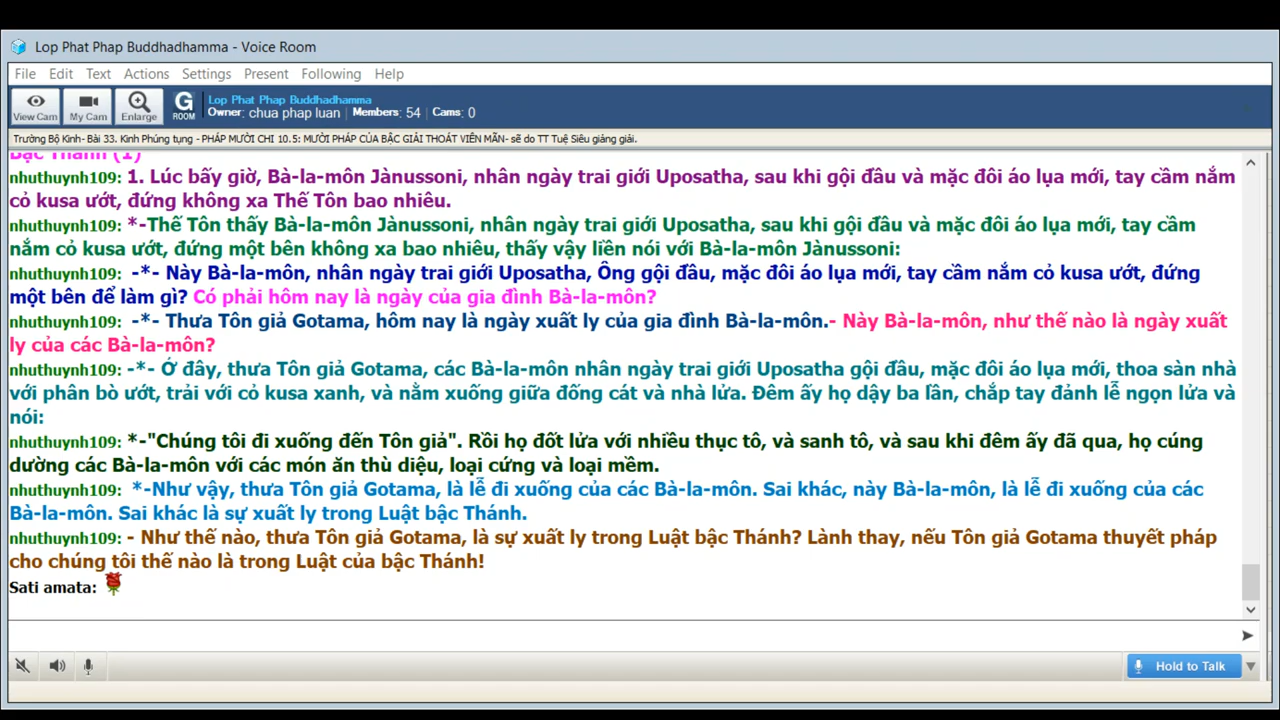 Lop Phat Phap Buddhadhamma - Voice Room
File Edit Text Actions Settings Present Following Help
View Cam My Cam Enlarge G ROOM Lop Phat Phap Buddhadhamma
Owner: chua phap luan | Members: 54 | Cams: 0
Trường Bộ Kinh- Bài 33. Kinh Phúng tụng - PHÁP MƯỜI CHI 10.5: MƯỜI PHÁP CỦA BẬC GIẢI THOÁT VIÊN MÃN- sẽ do TT Tuệ Siêu giảng giải.
Bậc Thánh (1)
nhuthuynh109: 1. Lúc bấy giờ, Bà-la-môn Jànussoni, nhân ngày trai giới Uposatha, sau khi gội đầu và mặc đôi áo lụa mới, tay cầm nắm
cỏ kusa ướt, đứng không xa Thế Tôn bao nhiêu.
nhuthuynh109: *-Thế Tôn thấy Bà-la-môn Jànussoni, nhân ngày trai giới Uposatha, sau khi gội đầu và mặc đôi áo lụa mới, tay cầm
nắm cỏ kusa ướt, đứng một bên không xa bao nhiêu, thấy vậy liền nói với Bà-la-môn Jànussoni:
nhuthuynh109: -*- Này Bà-la-môn, nhân ngày trai giới Uposatha, Ông gội đầu, mặc đôi áo lụa mới, tay cầm nắm cỏ kusa ướt, đứng
một bên để làm gì? Có phải hôm nay là ngày của gia đình Bà-la-môn?
nhuthuynh109: -*- Thưa Tôn giả Gotama, hôm nay là ngày xuất ly của gia đình Bà-la-môn.- Này Bà-la-môn, như thế nào là ngày xuất
ly của các Bà-la-môn?
nhuthuynh109: -*- Ở đây, thưa Tôn giả Gotama, các Bà-la-môn nhân ngày trai giới Uposatha gội đầu, mặc đôi áo lụa mới, thoa sàn nhà
với phân bò ướt, trải với cỏ kusa xanh, và nằm xuống giữa đống cát và nhà lửa. Đêm ấy họ dậy ba lần, chắp tay đảnh lễ ngọn lửa và
nói:
nhuthuynh109: *-"Chúng tôi đi xuống đến Tôn giả". Rồi họ đốt lửa với nhiều thục tô, và sanh tô, và sau khi đêm ấy đã qua, họ cúng
dường các Bà-la-môn với các món ăn thù diệu, loại cứng và loại mềm.
nhuthuynh109: *-Như vậy, thưa Tôn giả Gotama, là lễ đi xuống của các Bà-la-môn. Sai khác, này Bà-la-môn, là lễ đi xuống của các
Bà-la-môn. Sai khác là sự xuất ly trong Luật bậc Thánh.
nhuthuynh109: - Như thế nào, thưa Tôn giả Gotama, là sự xuất ly trong Luật bậc Thánh? Lành thay, nếu Tôn giả Gotama thuyết pháp
cho chúng tôi thế nào là trong Luật của bậc Thánh!
Sati amata:
Hold to Talk